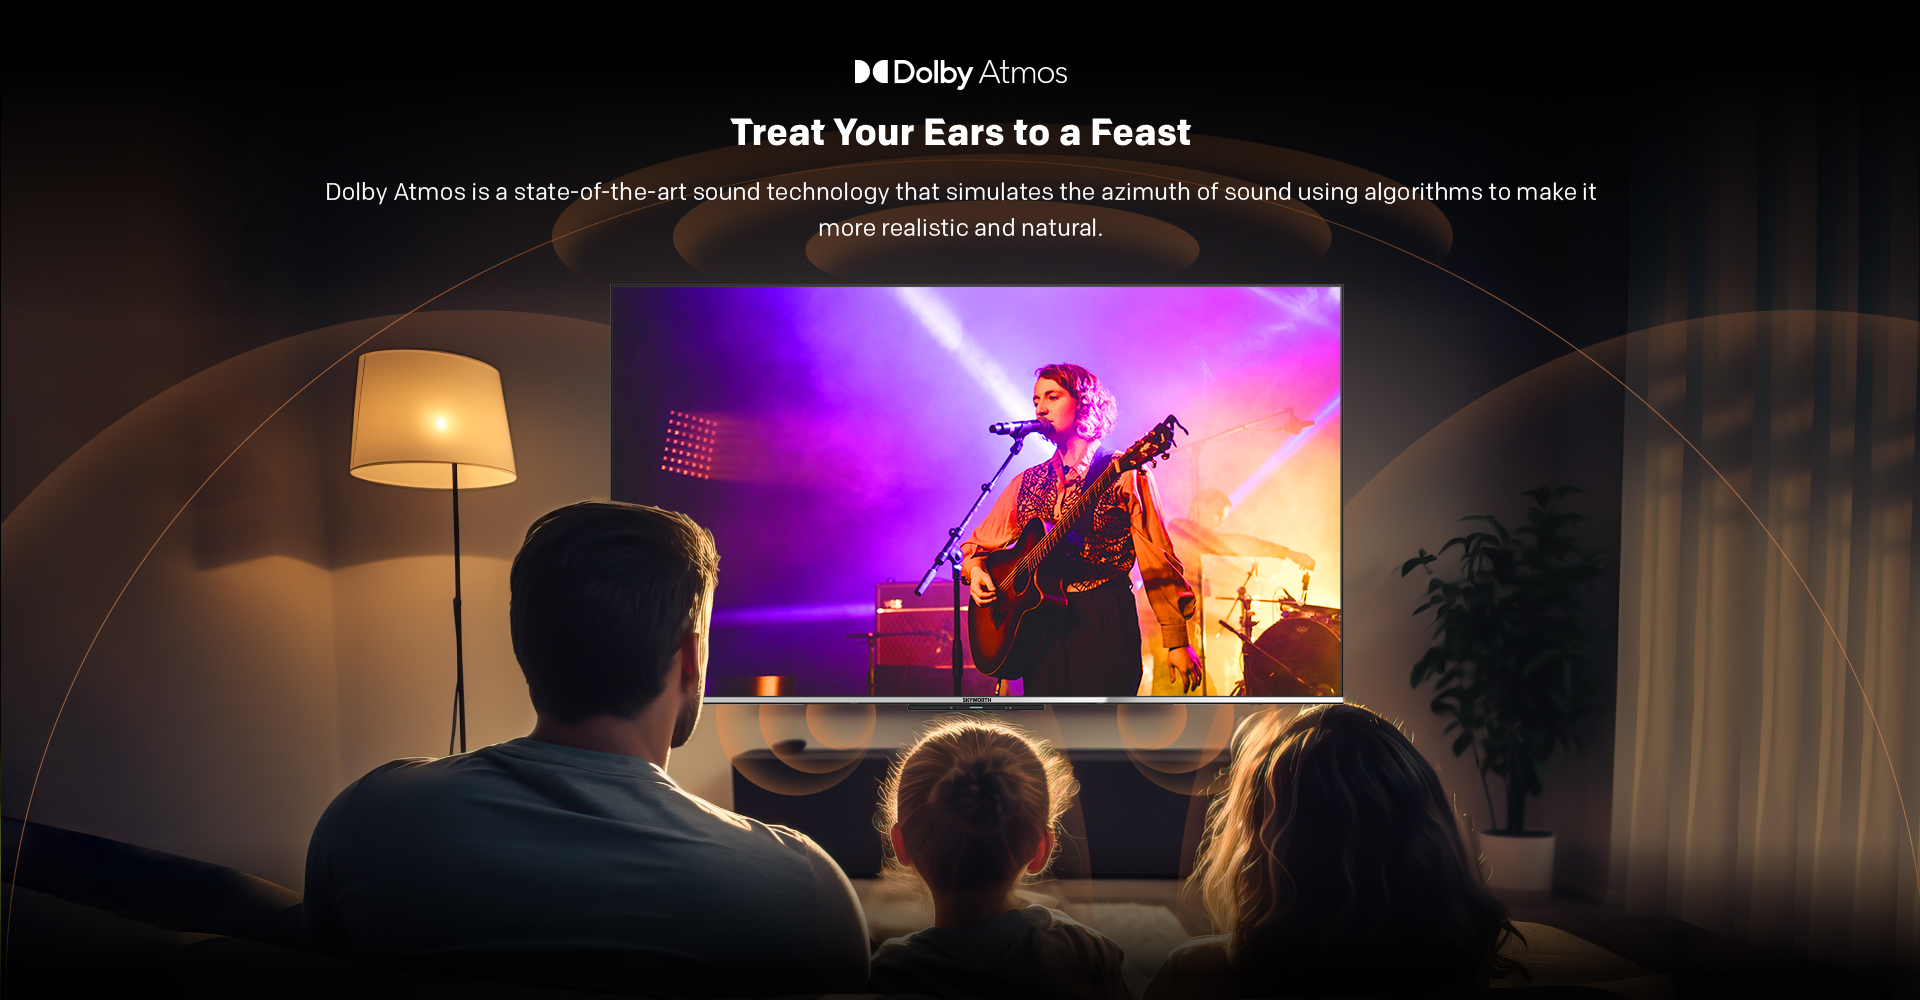 Dolby Atmos
Treat Your Ears to a Feast
Dolby Atmos is a state-of-the-art sound technology that simulates the azimuth of sound using algorithms to make it
more realistic and natural.
SKYWORTH